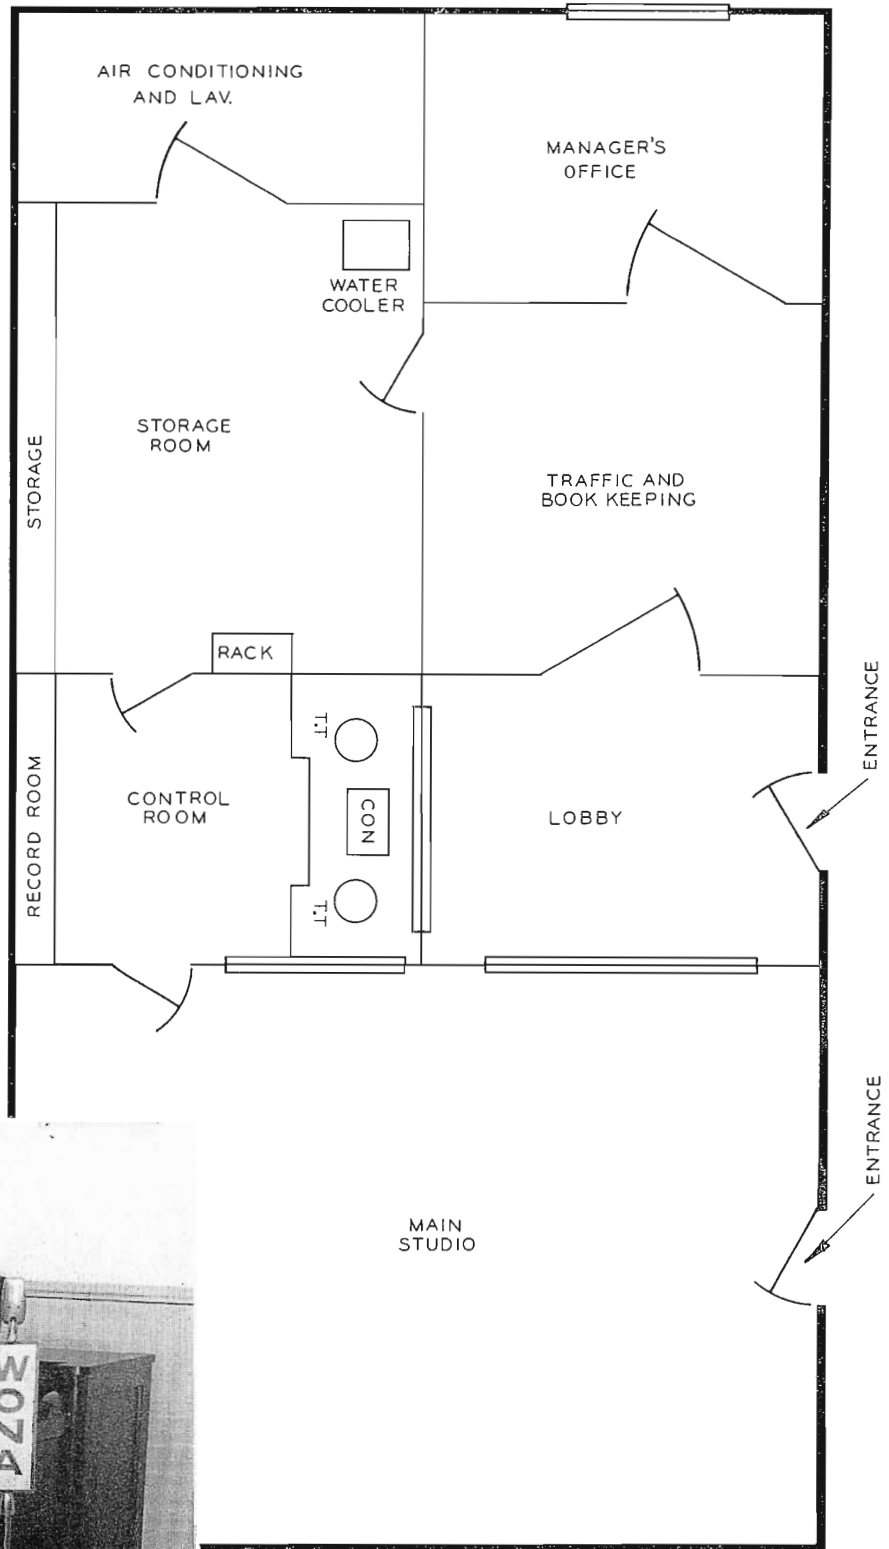 AIR CONDITIONING
AND LAV.
MANAGER'S
OFFICE
WATER
COOLER
STORAGE
STORAGE
ROOM
TRAFFIC AND
BOOK KEEPING
RACK
ENTRANCE
RECORD ROOM
CONTROL
ROOM
T.T
CON
T.T
LOBBY
ENTRANCE
MAIN
STUDIO
WONA